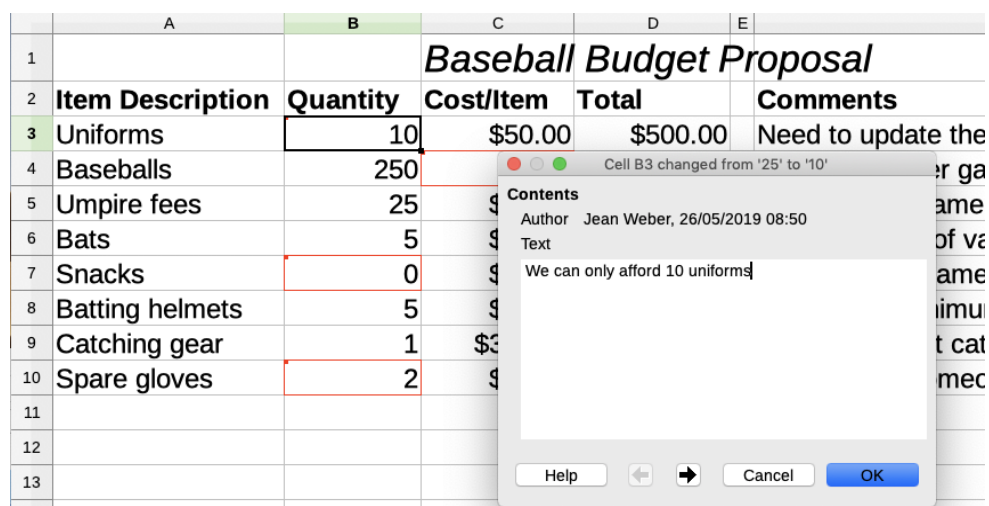 A B C D E
1 Baseball Budget Proposal
2 Item Description Quantity Cost/Item Total Comments
3 Uniforms 10 $50.00 $500.00 Need to update the
Cell B3 changed from '25' to '10'
4 Baseballs 250
Contents
Author Jean Weber, 26/05/2019 08:50
5 Umpire fees 25 $
Text
6 Bats 5 $ of
We can only afford 10 uniforms
7 Snacks 0 $
8 Batting helmets 5 $
9 Catching gear 1 $3
10 Spare gloves 2 $
11
12
13
Help Cancel OK